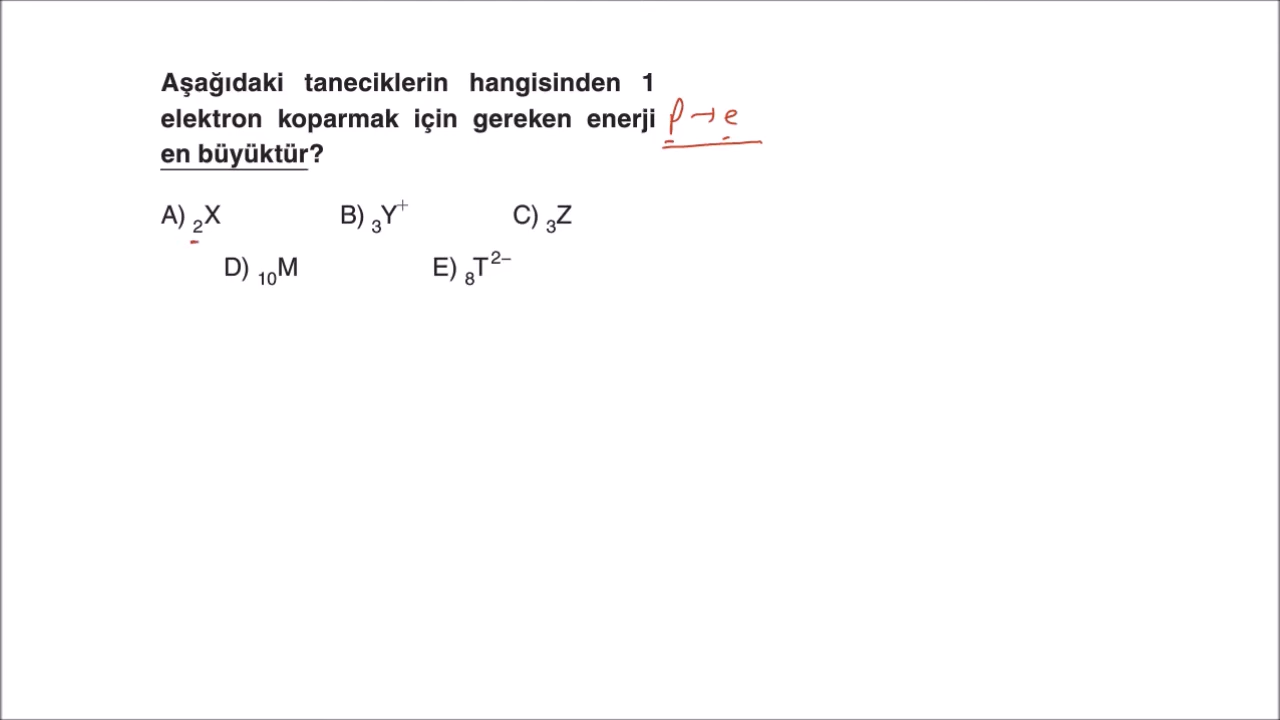 Aşağıdaki taneciklerin hangisinden 1
elektron koparmak için gereken enerji p → e
en büyüktür?
A) ₂X B) ₃Y⁺ C) ₃Z
D) ₁₀M E) ₈T²⁻